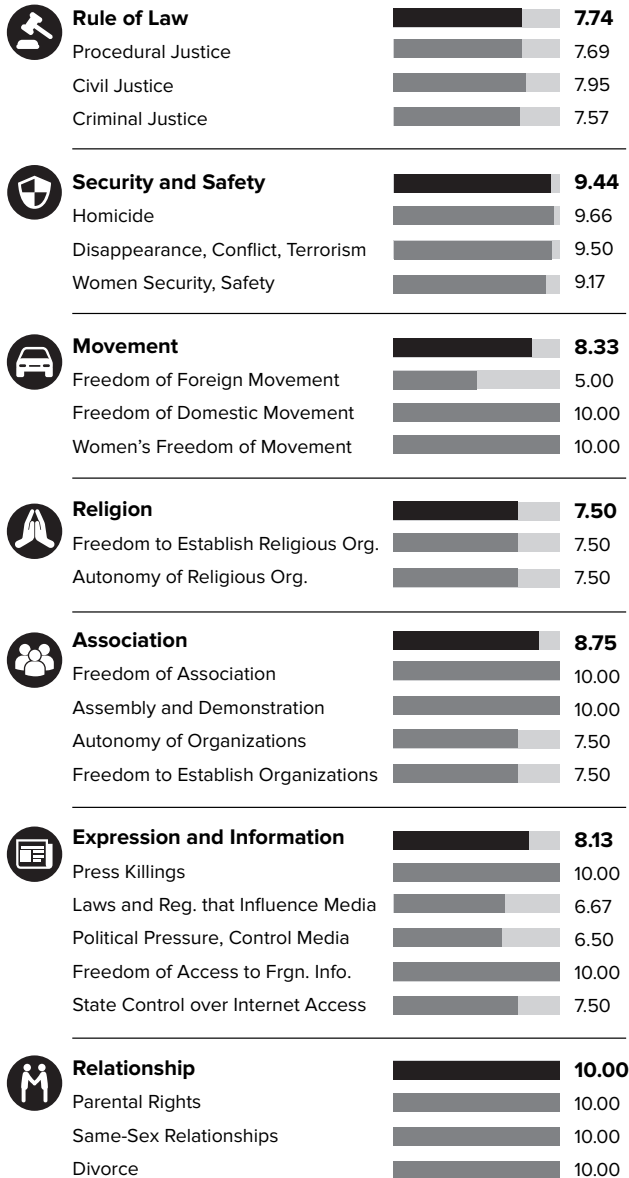 Rule of Law 7.74
Procedural Justice 7.69
Civil Justice 7.95
Criminal Justice 7.57
Security and Safety 9.44
Homicide 9.66
Disappearance, Conflict, Terrorism 9.50
Women Security, Safety 9.17
Movement 8.33
Freedom of Foreign Movement 5.00
Freedom of Domestic Movement 10.00
Women's Freedom of Movement 10.00
Religion 7.50
Freedom to Establish Religious Org. 7.50
Autonomy of Religious Org. 7.50
Association 8.75
Freedom of Association 10.00
Assembly and Demonstration 10.00
Autonomy of Organizations 7.50
Freedom to Establish Organizations 7.50
Expression and Information 8.13
Press Killings 10.00
Laws and Reg. that Influence Media 6.67
Political Pressure, Control Media 6.50
Freedom of Access to Frgn. Info. 10.00
State Control over Internet Access 7.50
Relationship 10.00
Parental Rights 10.00
Same-Sex Relationships 10.00
Divorce 10.00